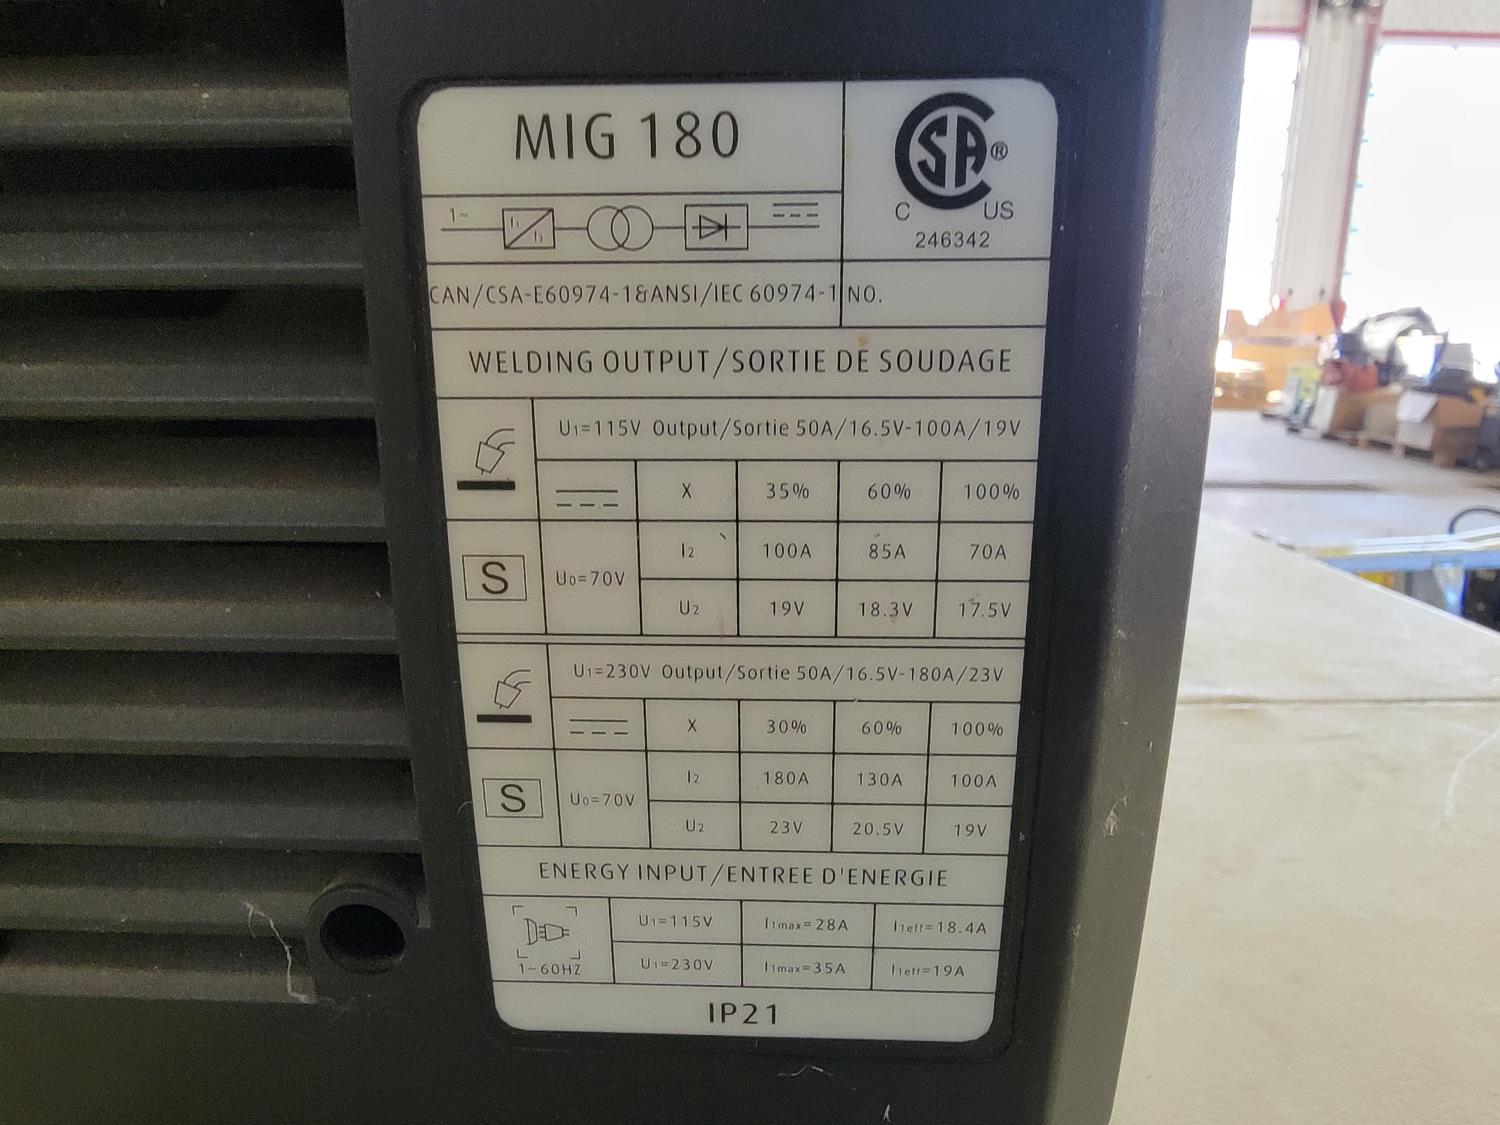 MIG 180
CSA®
C US
246342
1~
I1 I2
CAN/CSA-E60974-1&ANSI/IEC 60974-1 NO.
WELDING OUTPUT/SORTIE DE SOUDAGE
U1=115V Output/Sortie 50A/16.5V-100A/19V
X 35% 60% 100%
I2 100A 85A 70A
S U0=70V
U2 19V 18.3V 17.5V
U1=230V Output/Sortie 50A/16.5V-180A/23V
X 30% 60% 100%
I2 180A 130A 100A
S U0=70V
U2 23V 20.5V 19V
ENERGY INPUT/ENTREE D'ENERGIE
U1=115V I1max=28A I1eff=18.4A
1~60HZ U1=230V I1max=35A I1eff=19A
IP21